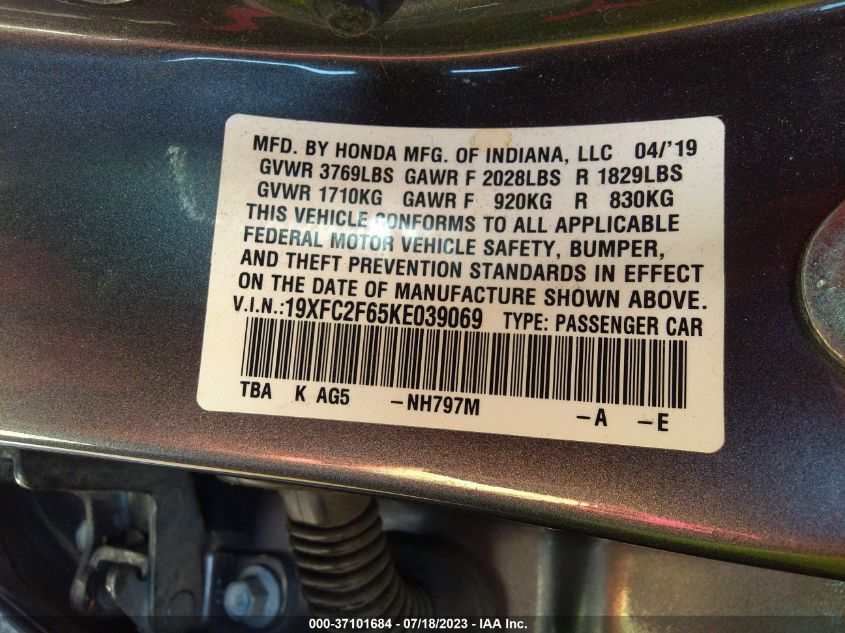 MFD. BY HONDA MFG. OF INDIANA, LLC 04/'19
GVWR 3769LBS GAWR F 2028LBS R 1829LBS
GVWR 1710KG GAWR F 920KG R 830KG
THIS VEHICLE CONFORMS TO ALL APPLICABLE
FEDERAL MOTOR VEHICLE SAFETY, BUMPER,
AND THEFT PREVENTION STANDARDS IN EFFECT
ON THE DATE OF MANUFACTURE SHOWN ABOVE.
V.I.N.:19XFC2F65KE039069 TYPE: PASSENGER CAR
TBA K AG5 -NH797M -A -E
000-37101684 / 07/18/2023 - IAA Inc.